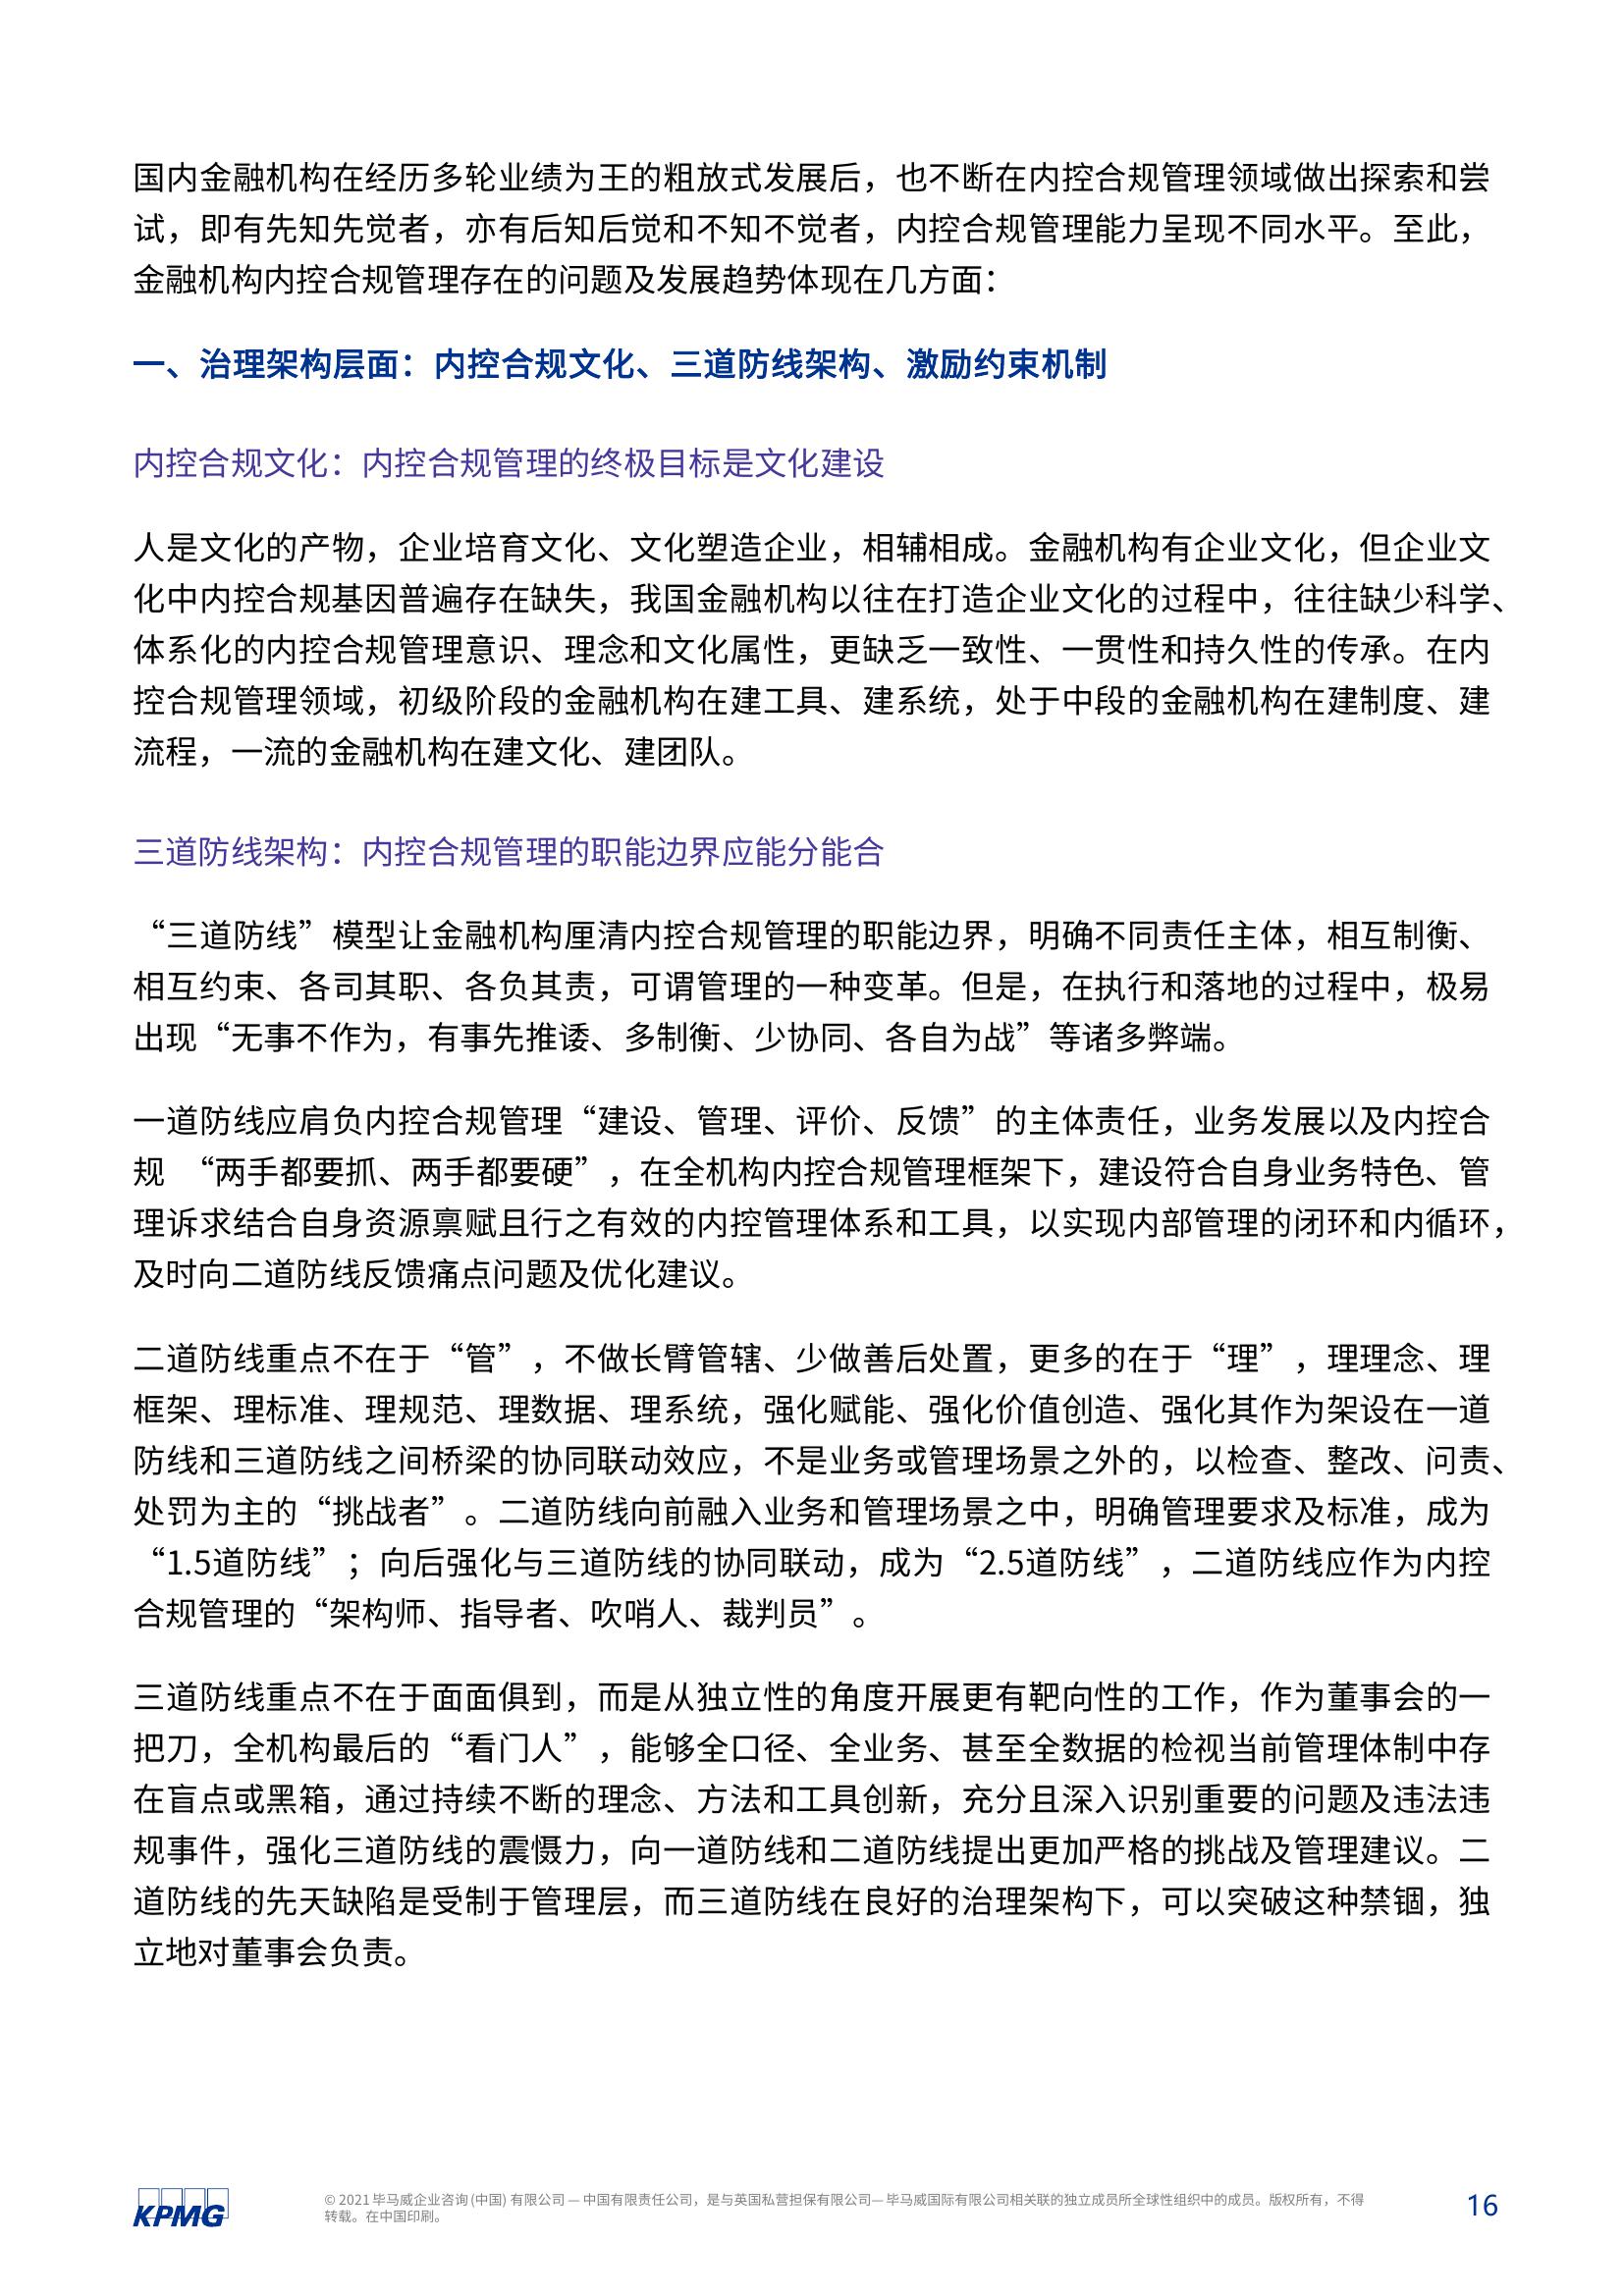 国内金融机构在经历多轮业绩为王的粗放式发展后，也不断在内控合规管理领域做出探索和尝
试，即有先知先觉者，亦有后知后觉和不知不觉者，内控合规管理能力呈现不同水平。至此，
金融机构内控合规管理存在的问题及发展趋势体现在几方面：
一、治理架构层面：内控合规文化、三道防线架构、激励约束机制
内控合规文化：内控合规管理的终极目标是文化建设
人是文化的产物，企业培育文化、文化塑造企业，相辅相成。金融机构有企业文化，但企业文
化中内控合规基因普遍存在缺失，我国金融机构以往在打造企业文化的过程中，往往缺少科学、
体系化的内控合规管理意识、理念和文化属性，更缺乏一致性、一贯性和持久性的传承。在内
控合规管理领域，初级阶段的金融机构在建工具、建系统，处于中段的金融机构在建制度、建
流程，一流的金融机构在建文化、建团队。
三道防线架构：内控合规管理的职能边界应能分能合
“三道防线”模型让金融机构厘清内控合规管理的职能边界，明确不同责任主体，相互制衡、
相互约束、各司其职、各负其责，可谓管理的一种变革。但是，在执行和落地的过程中，极易
出现“无事不作为，有事先推诿、多制衡、少协同、各自为战”等诸多弊端。
一道防线应肩负内控合规管理“建设、管理、评价、反馈”的主体责任，业务发展以及内控合
规 “两手都要抓、两手都要硬”，在全机构内控合规管理框架下，建设符合自身业务特色、管
理诉求结合自身资源禀赋且行之有效的内控管理体系和工具，以实现内部管理的闭环和内循环，
及时向二道防线反馈痛点问题及优化建议。
二道防线重点不在于“管”，不做长臂管辖、少做善后处置，更多的在于“理”，理理念、理
框架、理标准、理规范、理数据、理系统，强化赋能、强化价值创造、强化其作为架设在一道
防线和三道防线之间桥梁的协同联动效应，不是业务或管理场景之外的，以检查、整改、问责、
处罚为主的“挑战者”。二道防线向前融入业务和管理场景之中，明确管理要求及标准，成为
“1.5道防线”；向后强化与三道防线的协同联动，成为“2.5道防线”，二道防线应作为内控
合规管理的“架构师、指导者、吹哨人、裁判员”。
三道防线重点不在于面面俱到，而是从独立性的角度开展更有靶向性的工作，作为董事会的一
把刀，全机构最后的“看门人”，能够全口径、全业务、甚至全数据的检视当前管理体制中存
在盲点或黑箱，通过持续不断的理念、方法和工具创新，充分且深入识别重要的问题及违法违
规事件，强化三道防线的震慑力，向一道防线和二道防线提出更加严格的挑战及管理建议。二
道防线的先天缺陷是受制于管理层，而三道防线在良好的治理架构下，可以突破这种禁锢，独
立地对董事会负责。
KPMG
© 2021 毕马威企业咨询 (中国) 有限公司 — 中国有限责任公司，是与英国私营担保有限公司— 毕马威国际有限公司相关联的独立成员所全球性组织中的成员。版权所有，不得
转载。在中国印刷。
16